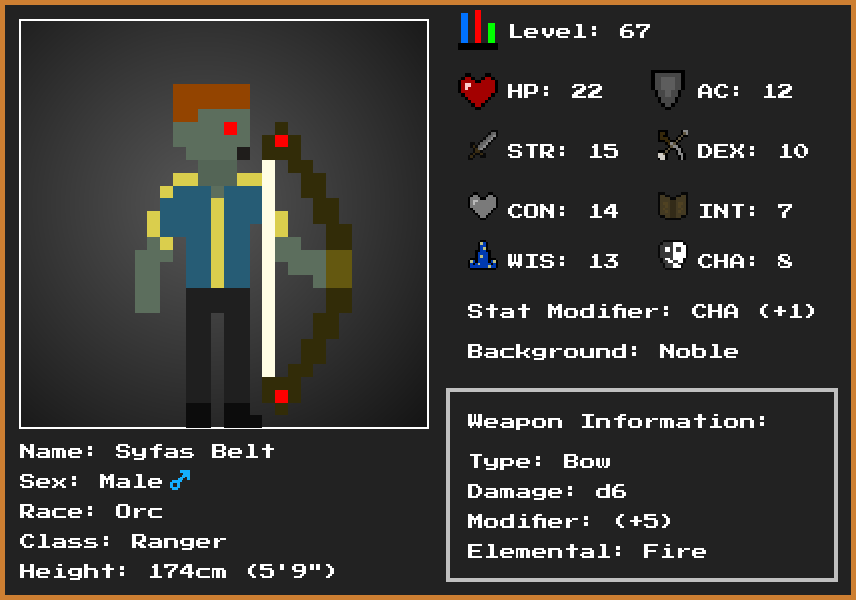 Level: 67
HP: 22
AC: 12
STR: 15
DEX: 10
CON: 14
INT: 7
WIS: 13
CHA: 8
Stat Modifier: CHA (+1)
Background: Noble
Weapon Information:
Type: Bow
Damage: d6
Modifier: (+5)
Elemental: Fire
Name: Syfas Belt
Sex: Male ♂
Race: Orc
Class: Ranger
Height: 174cm (5'9")